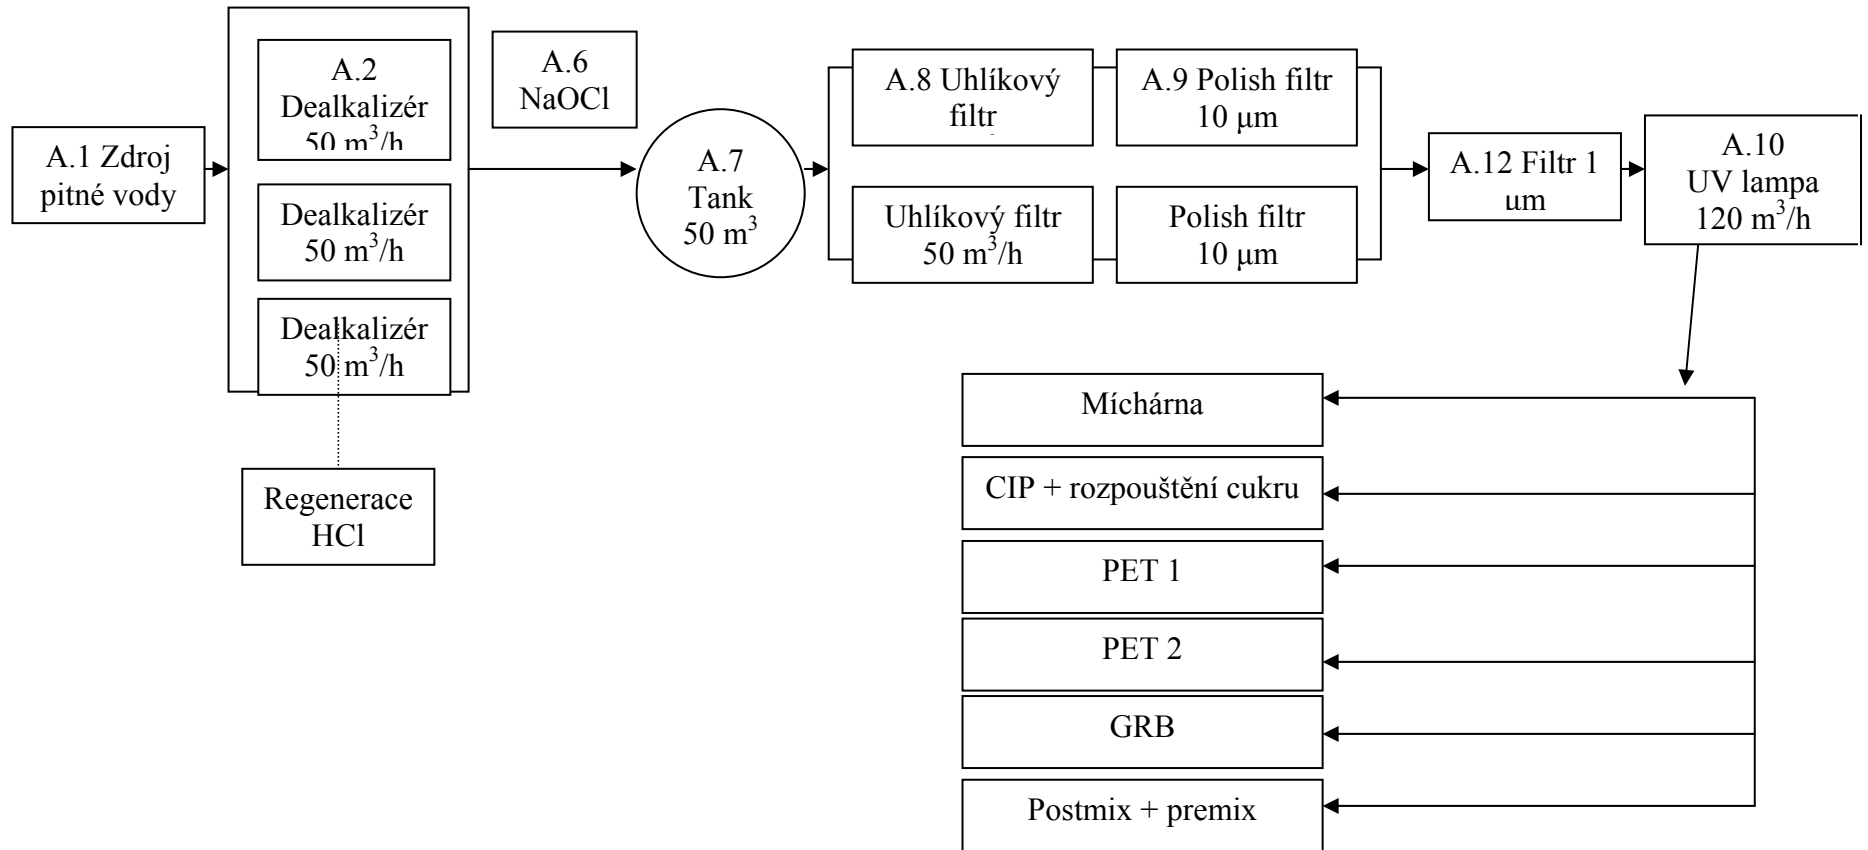 A.1 Zdroj
pitné vody
A.2
Dealkalizér
50 m³/h
Dealkalizér
50 m³/h
Dealkalizér
50 m³/h
Regenerace
HCl
A.6
NaOCl
A.7
Tank
50 m³
A.8 Uhlíkový
filtr
Uhlíkový filtr
50 m³/h
A.9 Polish filtr
10 μm
Polish filtr
10 μm
A.12 Filtr 1
μm
A.10
UV lampa
120 m³/h
Míchárna
CIP + rozpouštění cukru
PET 1
PET 2
GRB
Postmix + premix